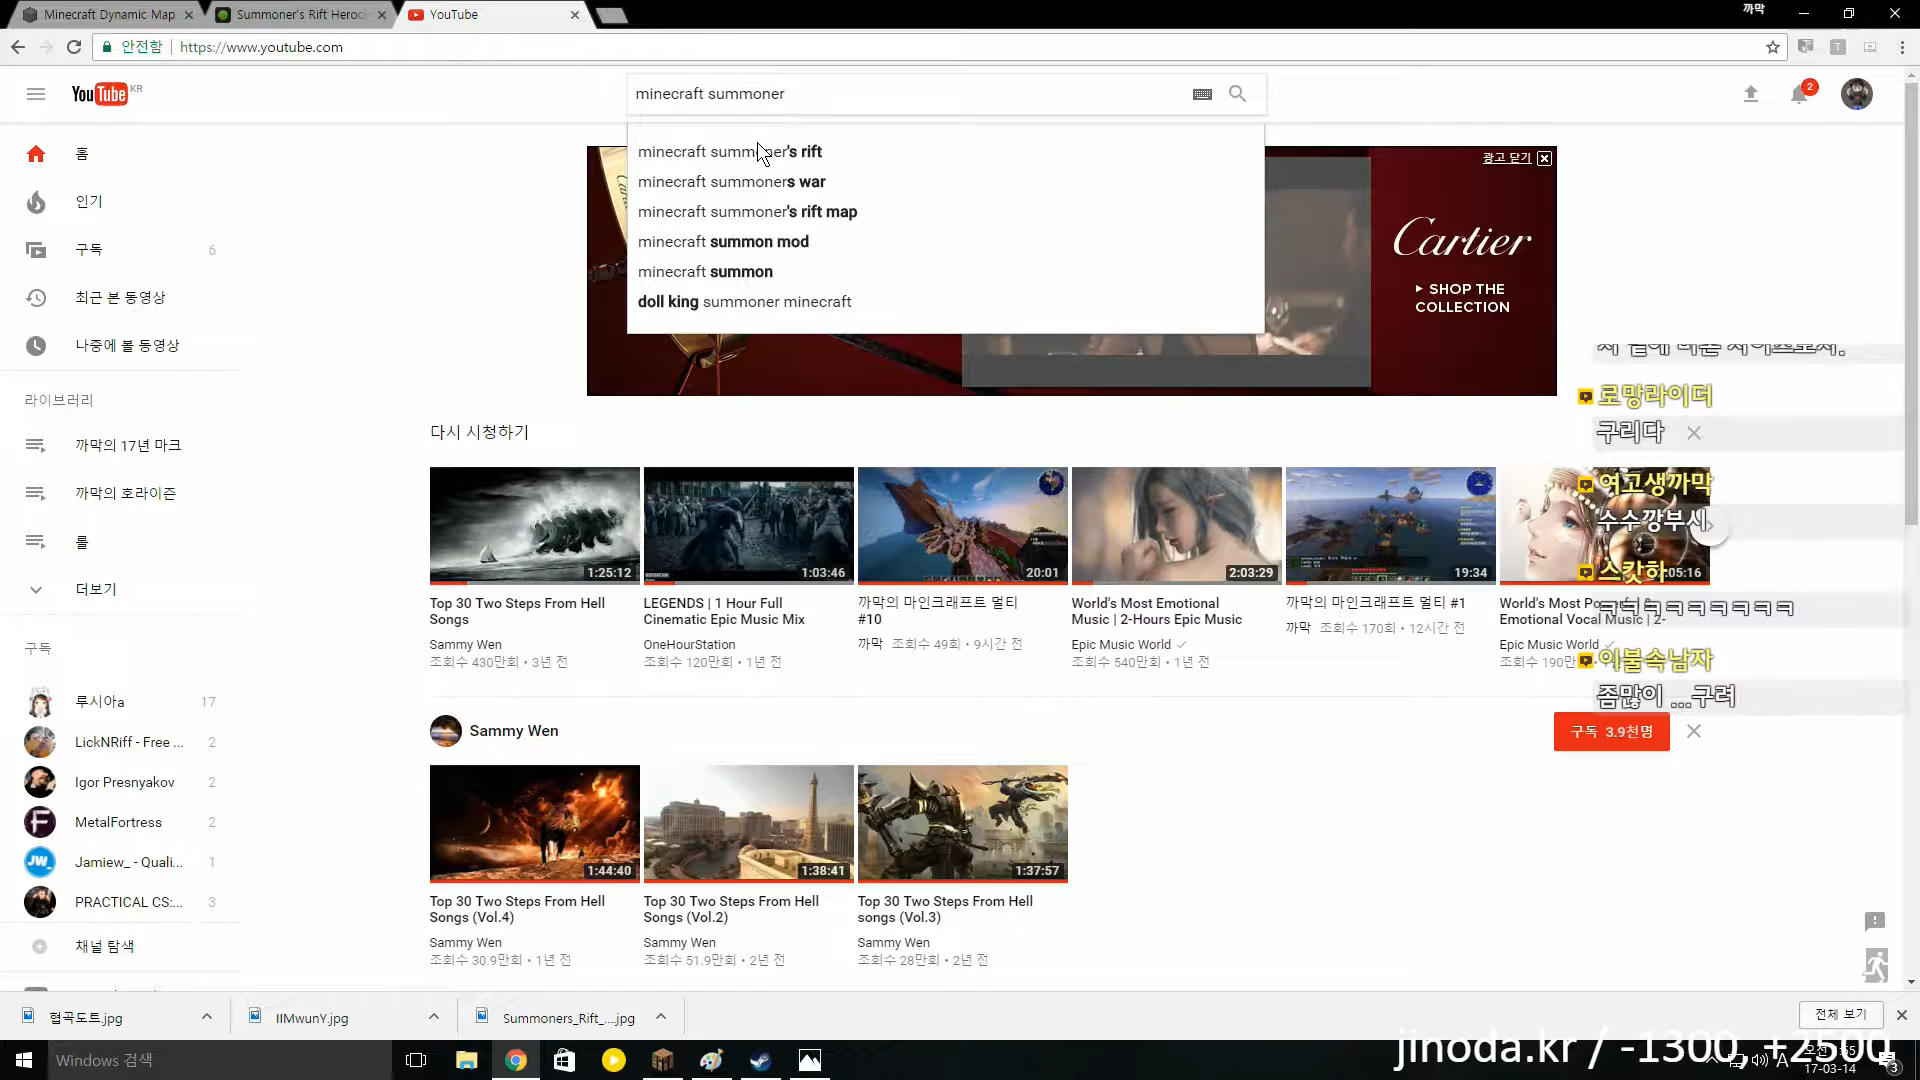 Minecraft Dynamic Map
Summoner's Rift Heroc
YouTube
까막
안전함
https://www.youtube.com
YouTube KR
minecraft summoner
2
minecraft summoner's rift
minecraft summoners war
minecraft summoner's rift map
minecraft summon mod
minecraft summon
doll king summoner minecraft
광고 닫기
Cartier
SHOP THE
COLLECTION
홈
인기
구독 6
최근 본 동영상
나중에 볼 동영상
라이브러리
까막의 17년 마크
까막의 호라이즌
롤
더보기
구독
루시아a 17
LickNRiff - Free ... 2
Igor Presnyakov 2
MetalFortress 2
Jamiew_ - Quali... 1
PRACTICAL CS:... 3
채널 탐색
다시 시청하기
1:25:12
Top 30 Two Steps From Hell
Songs
Sammy Wen
조회수 430만회 • 3년 전
1:03:46
LEGENDS | 1 Hour Full
Cinematic Epic Music Mix
OneHourStation
조회수 120만회 • 1년 전
20:01
까막의 마인크래프트 멀티
#10
까막 조회수 49회 • 9시간 전
2:03:29
World's Most Emotional
Music | 2-Hours Epic Music
Epic Music World
조회수 540만회 • 1년 전
19:34
까막의 마인크래프트 멀티 #1
까막 조회수 170회 • 12시간 전
:05:16
World's Most
Emotional Vocal Music | 2-
Epic Music World
조회수 190만
로망라이더
구리다
여고생까막
수수깡부시
스캇하
ㅋㅋㅋㅋㅋㅋㅋㅋㅋ
이불속남자
좀많이 ...구려
Sammy Wen
구독 3.9천명
1:44:40
Top 30 Two Steps From Hell
Songs (Vol.4)
Sammy Wen
조회수 30.9만회 • 1년 전
1:38:41
Top 30 Two Steps From Hell
Songs (Vol.2)
Sammy Wen
조회수 51.9만회 • 2년 전
1:37:57
Top 30 Two Steps From Hell
songs (Vol.3)
Sammy Wen
조회수 28만회 • 2년 전
협곡도트.jpg
IIMwunY.jpg
Summoners_Rift_....jpg
전체 보기
Windows 검색
jinoda.kr / -1300, +2500
A
17-03-14
3